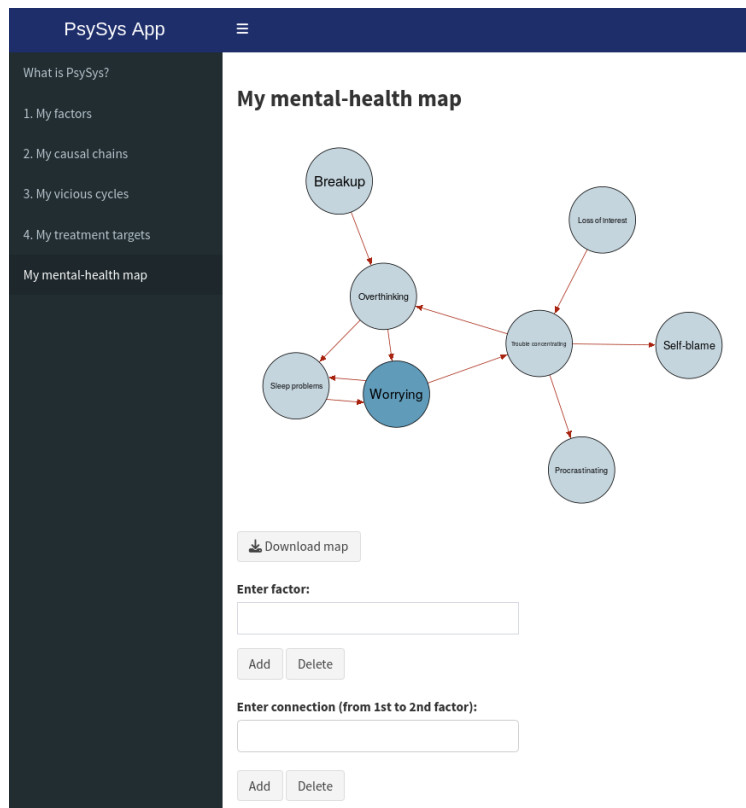 PsySys App
What is PsySys?
1. My factors
2. My causal chains
3. My vicious cycles
4. My treatment targets
My mental-health map
My mental-health map
Breakup
Loss of interest
Overthinking
Trouble concentrating
Self-blame
Sleep problems
Worrying
Procrastinating
Download map
Enter factor:
Add Delete
Enter connection (from 1st to 2nd factor):
Add Delete